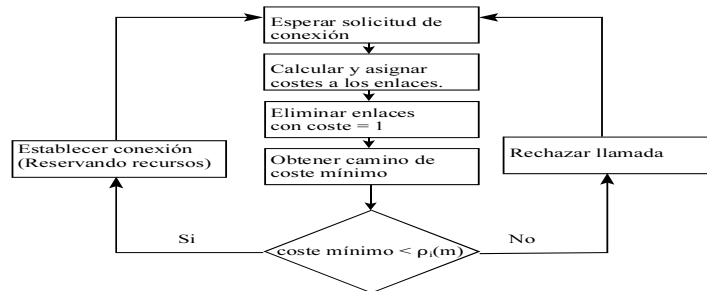 Esperar solicitud de
conexión
Calcular y asignar
costes a los enlaces.
Eliminar enlaces
con coste = 1
Establecer conexión
(Reservando recursos)
Obtener camino de
coste mínimo
Rechazar llamada
Si
coste mínimo < ρi(m)
No